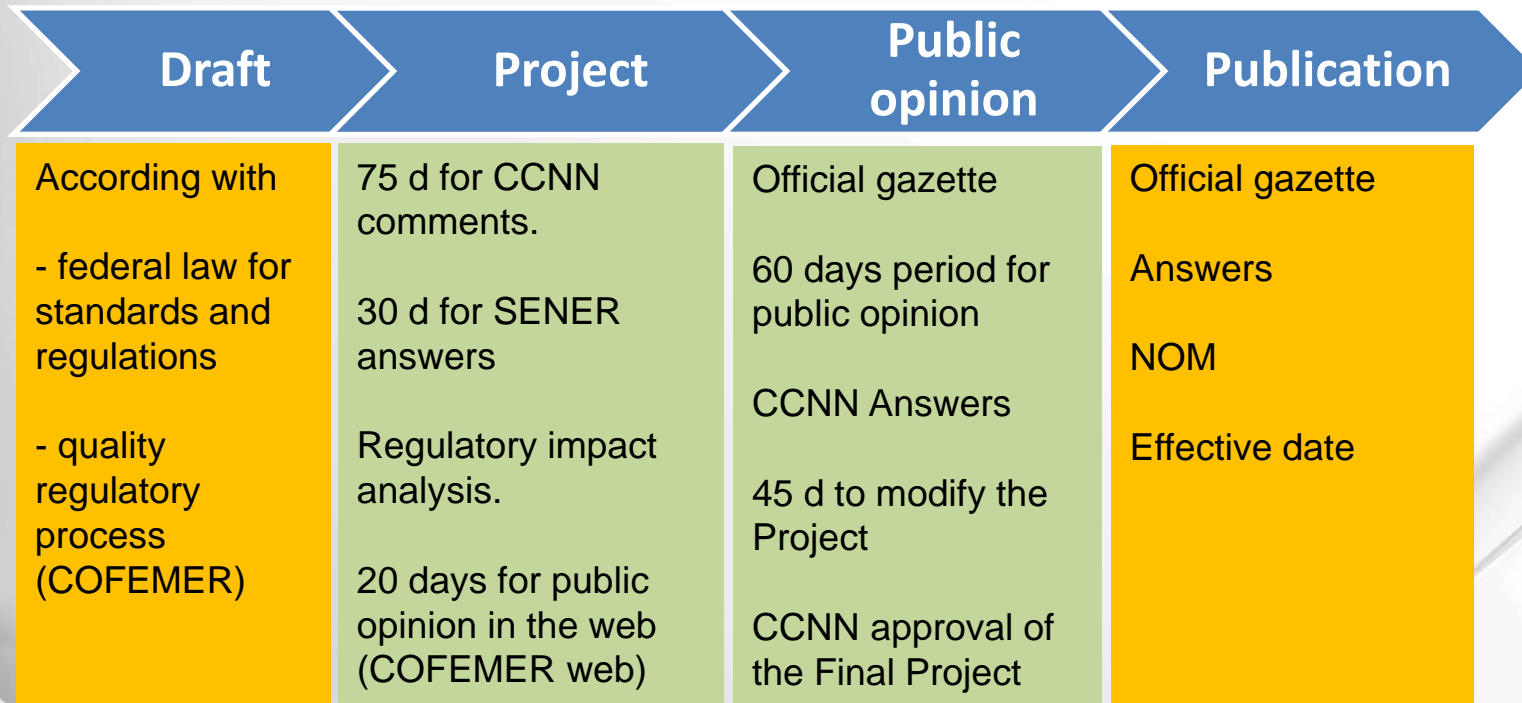 Draft
Project
Public
opinion
Publication
According with
- federal law for
standards and
regulations
- quality
regulatory
process
(COFEMER)
75 d for CCNN
comments.
30 d for SENER
answers
Regulatory impact
analysis.
20 days for public
opinion in the web
(COFEMER web)
Official gazette
60 days period for
public opinion
CCNN Answers
45 d to modify the
Project
CCNN approval of
the Final Project
Official gazette
Answers
NOM
Effective date